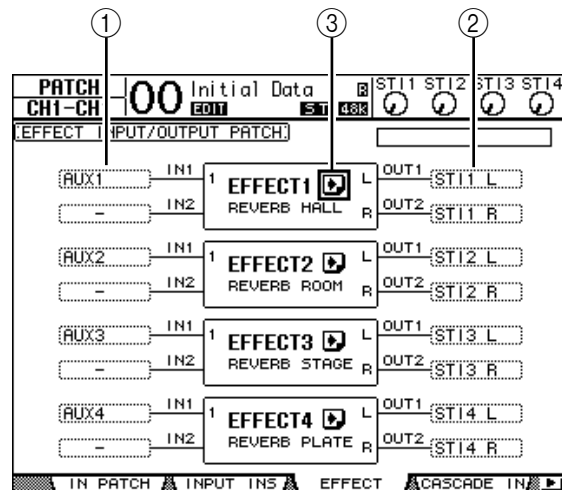 ① ③ ②
PATCH 00 Initial Data R STI1 STI2 STI3 STI4
CH1-CH EDIT ST 48k
EFFECT INPUT/OUTPUT PATCH
AUX1 IN1 1 EFFECT1 L OUT1 STI1 L
- IN2 REVERB HALL R OUT2 STI1 R
AUX2 IN1 1 EFFECT2 L OUT1 STI2 L
- IN2 REVERB ROOM R OUT2 STI2 R
AUX3 IN1 1 EFFECT3 L OUT1 STI3 L
- IN2 REVERB STAGE R OUT2 STI3 R
AUX4 IN1 1 EFFECT4 L OUT1 STI4 L
- IN2 REVERB PLATE R OUT2 STI4 R
IN PATCH INPUT INS EFFECT CASCADE IN